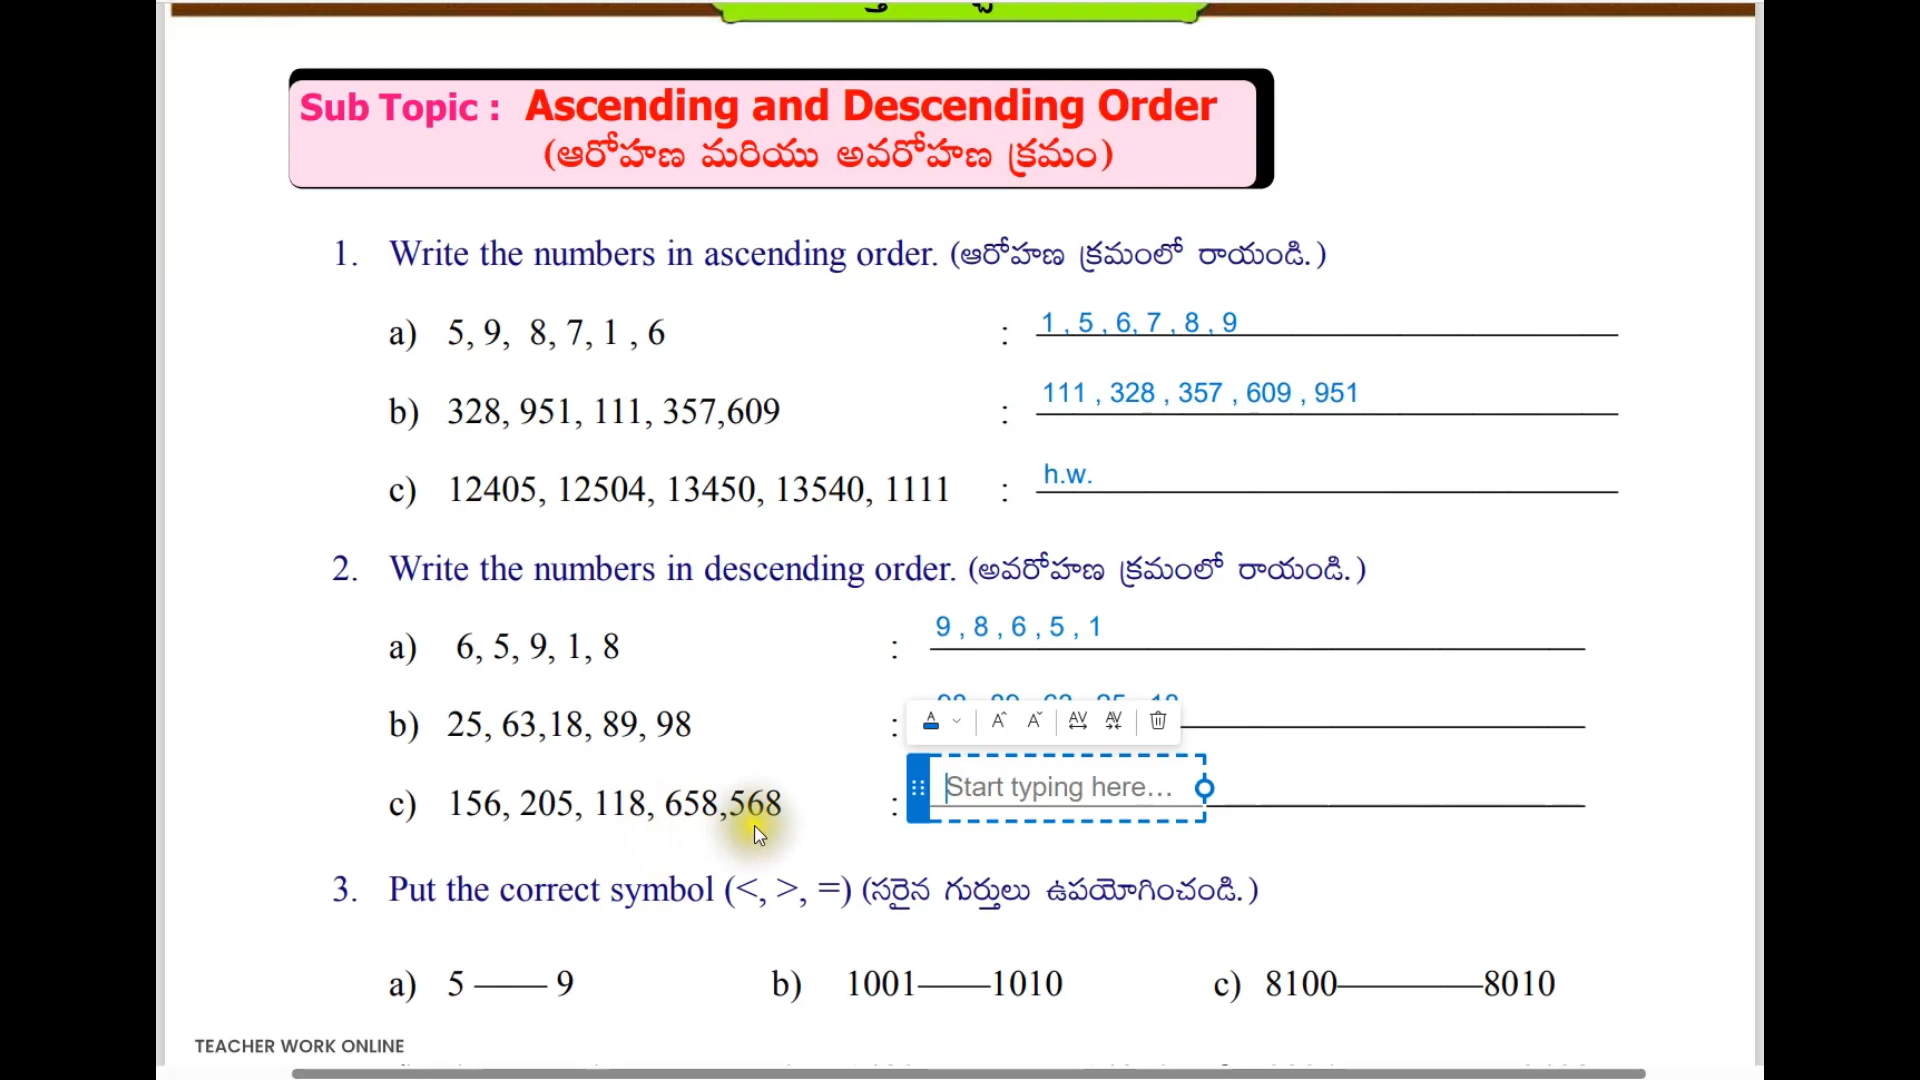 Sub Topic : Ascending and Descending Order
(ఆరోహణ మరియు అవరోహణ క్రమం)
1. Write the numbers in ascending order. (ఆరోహణ క్రమంలో రాయండి.)
a) 5, 9, 8, 7, 1 , 6 : 1 , 5 , 6, 7 , 8 , 9
b) 328, 951, 111, 357,609 : 111 , 328 , 357 , 609 , 951
c) 12405, 12504, 13450, 13540, 1111 : h.w.
2. Write the numbers in descending order. (అవరోహణ క్రమంలో రాయండి.)
a) 6, 5, 9, 1, 8 : 9 , 8 , 6 , 5 , 1
b) 25, 63,18, 89, 98 :
c) 156, 205, 118, 658,568 : Start typing here...
3. Put the correct symbol (<, >, =) (సరైన గుర్తులు ఉపయోగించండి.)
a) 5 —— 9 b) 1001——1010 c) 8100————8010
TEACHER WORK ONLINE